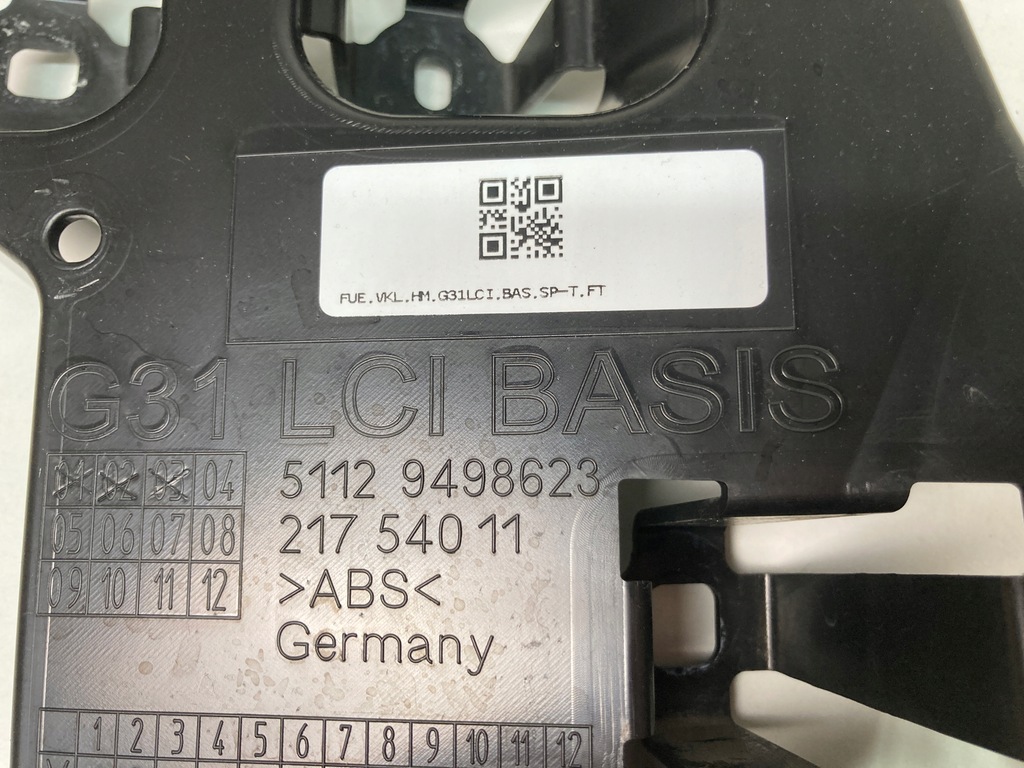 FUE.VKL.HM.G31LCI.BAS.SP-T.FT
G31 LCI BASIS
01 02 03 04
5112 9498623
05 06 07 08
217 540 11
09 10 11 12
>ABS<
Germany
1 2 3 4 5 6 7 8 9 10 11 12